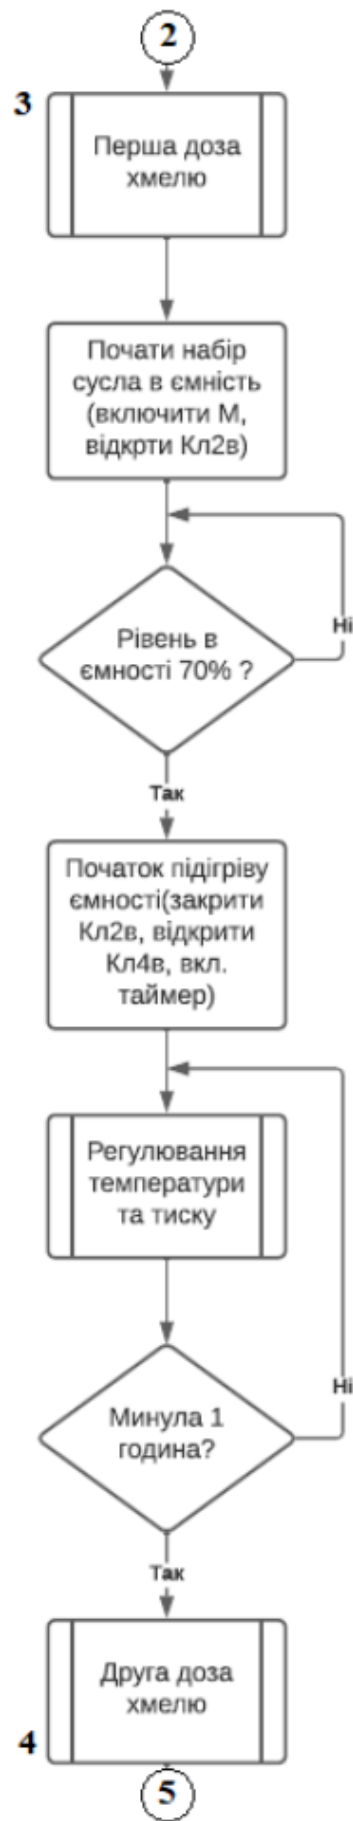 2
3
Перша доза
хмелю
Почати набір
сусла в ємність
(включити М,
відкрти Кл2в)
Рівень в
ємності 70% ?
Ні
Так
Початок підігріву
ємності(закрити
Кл2в, відкрити
Кл4в, вкл.
таймер)
Регулювання
температури
та тиску
Минула 1
година?
Ні
Так
Друга доза
хмелю
4
5